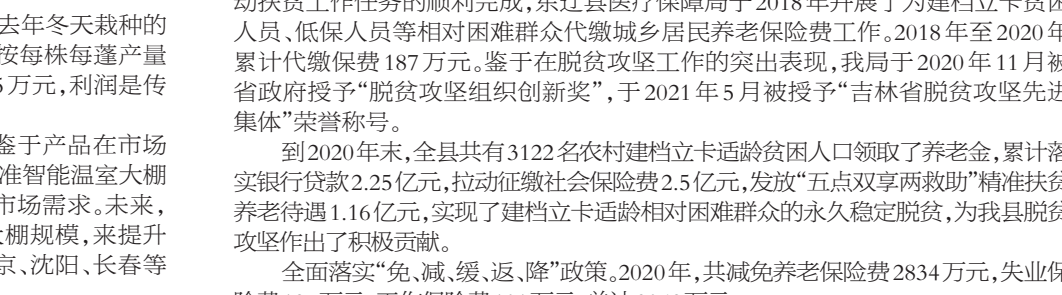 去年冬天栽种的
按每株每蓬产量
5万元,利润是传
鉴于产品在市场
准智能温室大棚
市场需求。未来,
大棚规模,来提升
京、沈阳、长春等
动扶贫工作任务的顺利完成,东辽县医疗保障局于2018年开展了为建档立卡贫困
人员、低保人员等相对困难群众代缴城乡居民养老保险费工作。2018年至2020年
累计代缴保费187万元。鉴于在脱贫攻坚工作的突出表现,我局于2020年11月被
省政府授予“脱贫攻坚组织创新奖”,于2021年5月被授予“吉林省脱贫攻坚先进
集体”荣誉称号。
到2020年末,全县共有3122名农村建档立卡适龄贫困人口领取了养老金,累计落
实银行贷款2.25亿元,拉动征缴社会保险费2.5亿元,发放“五点双享两救助”精准扶贫
养老待遇1.16亿元,实现了建档立卡适龄相对困难群众的永久稳定脱贫,为我县脱贫
攻坚作出了积极贡献。
全面落实“免、减、缓、返、降”政策。2020年,共减免养老保险费2834万元,失业保